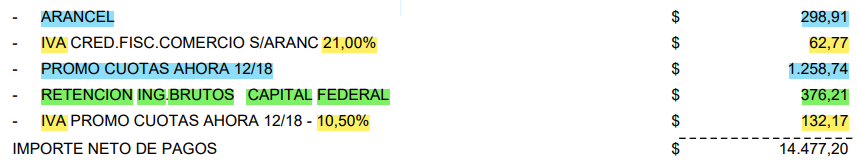 - ARANCEL $ 298,91
- IVA CRED.FISC.COMERCIO S/ARANC 21,00% $ 62,77
- PROMO CUOTAS AHORA 12/18 $ 1.258,74
- RETENCION ING.BRUTOS CAPITAL FEDERAL $ 376,21
- IVA PROMO CUOTAS AHORA 12/18 - 10,50% $ 132,17
IMPORTE NETO DE PAGOS $ 14.477,20